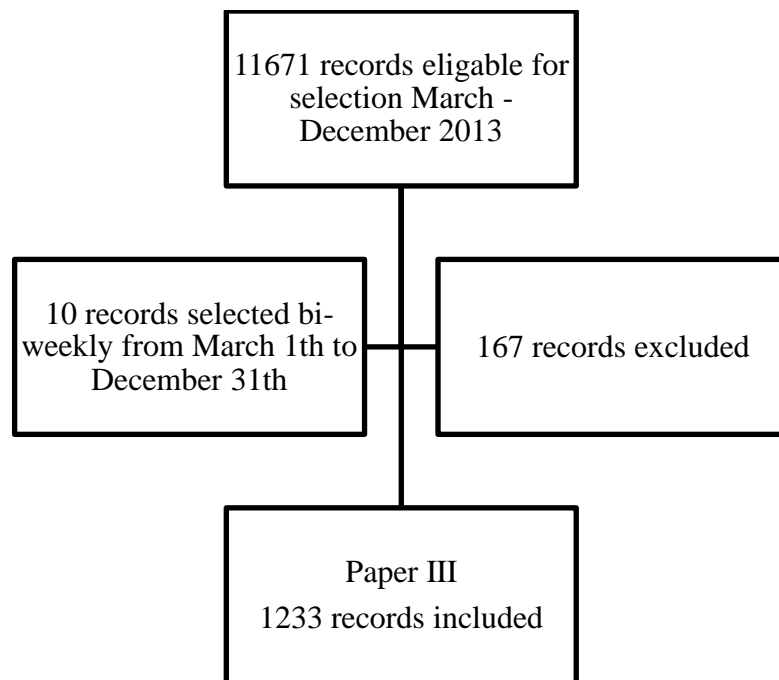 11671 records eligable for
selection March -
December 2013
10 records selected bi-
weekly from March 1th to
December 31th
167 records excluded
Paper III
1233 records included